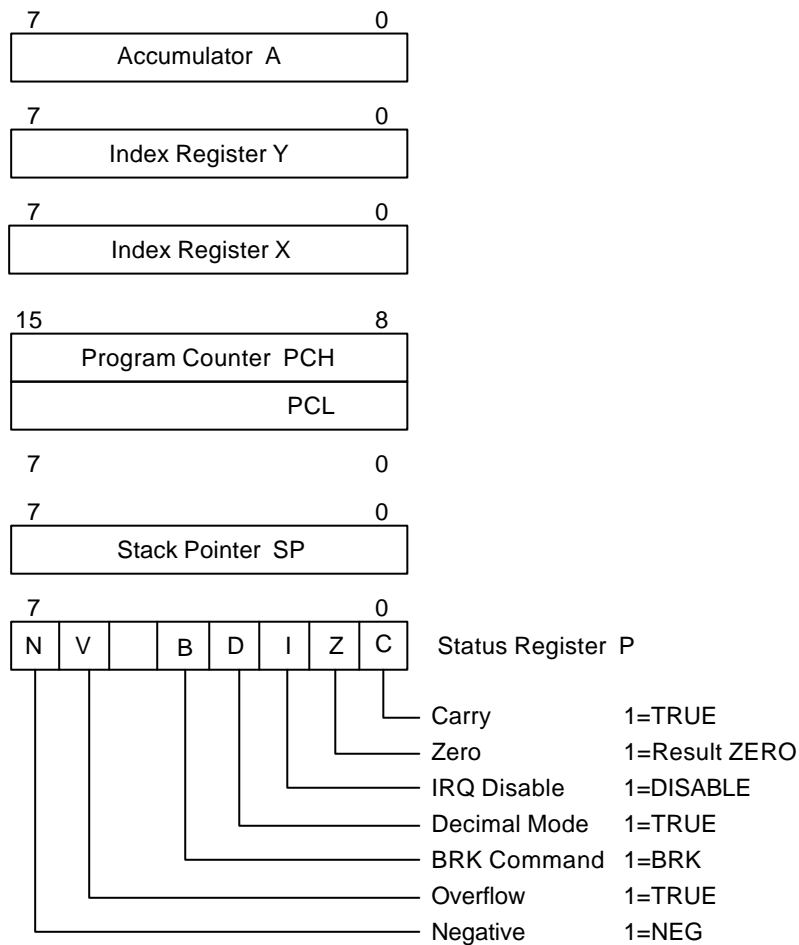 7 0
Accumulator A
7 0
Index Register Y
7 0
Index Register X
15 8
Program Counter PCH
PCL
7 0
7 0
Stack Pointer SP
7 0
N V B D I Z C Status Register P
Carry 1=TRUE
Zero 1=Result ZERO
IRQ Disable 1=DISABLE
Decimal Mode 1=TRUE
BRK Command 1=BRK
Overflow 1=TRUE
Negative 1=NEG